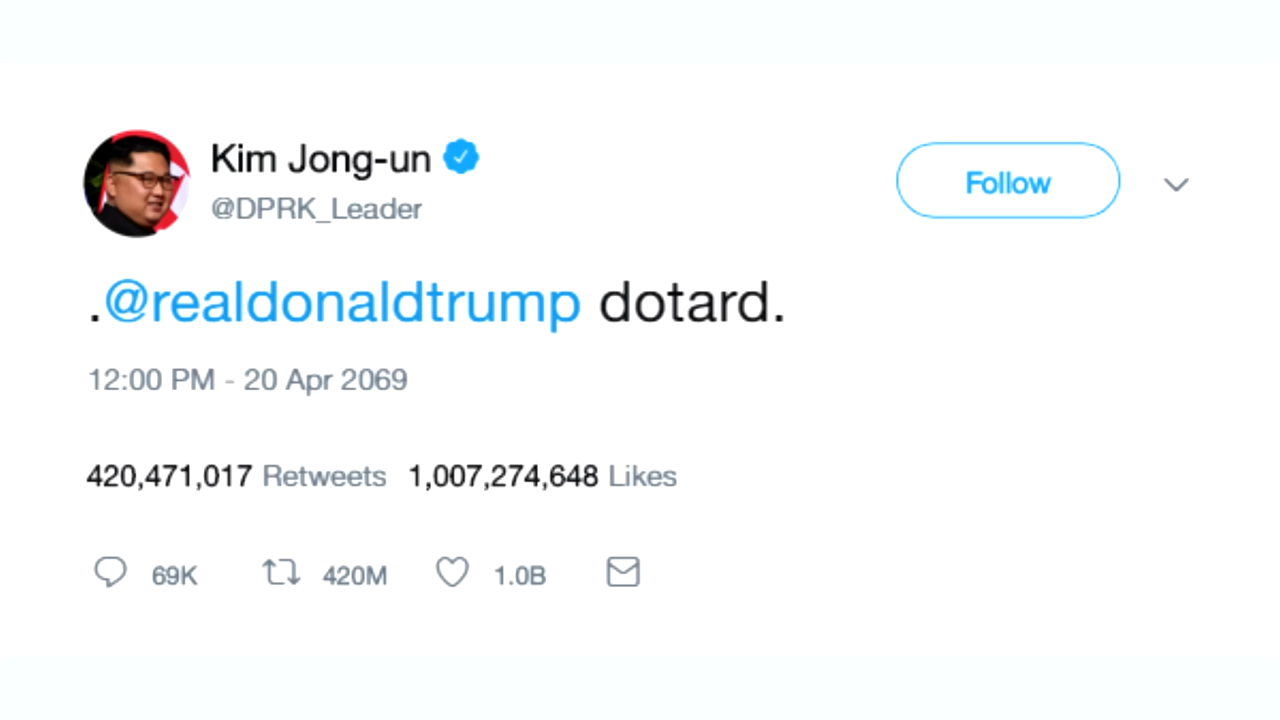 Kim Jong-un
@DPRK_Leader
Follow
.@realdonaldtrump dotard.
12:00 PM - 20 Apr 2069
420,471,017 Retweets 1,007,274,648 Likes
69K 420M 1.0B